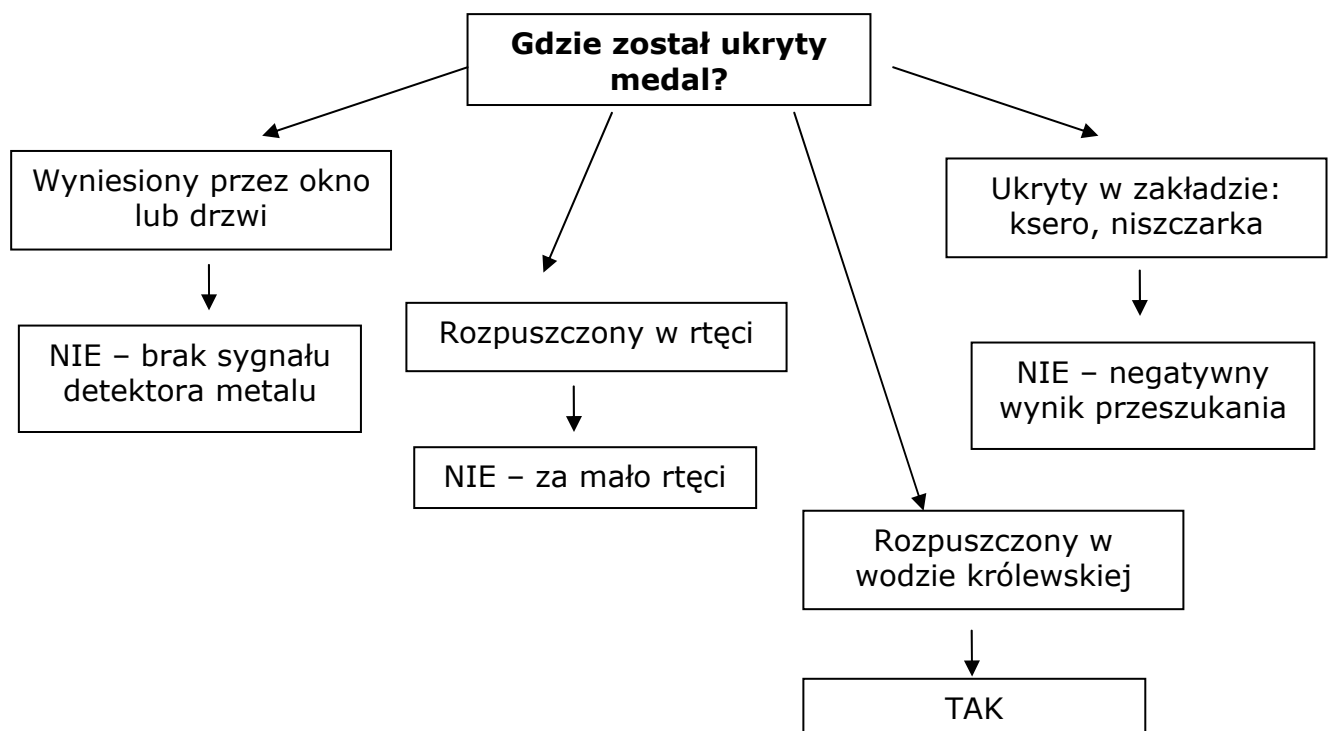 Gdzie został ukryty
medal?
Wyniesiony przez okno
lub drzwi
NIE – brak sygnału
detektora metalu
Rozpuszczony w rtęci
NIE – za mało rtęci
Rozpuszczony w
wodzie królewskiej
TAK
Ukryty w zakładzie:
ksero, niszczarka
NIE – negatywny
wynik przeszukania